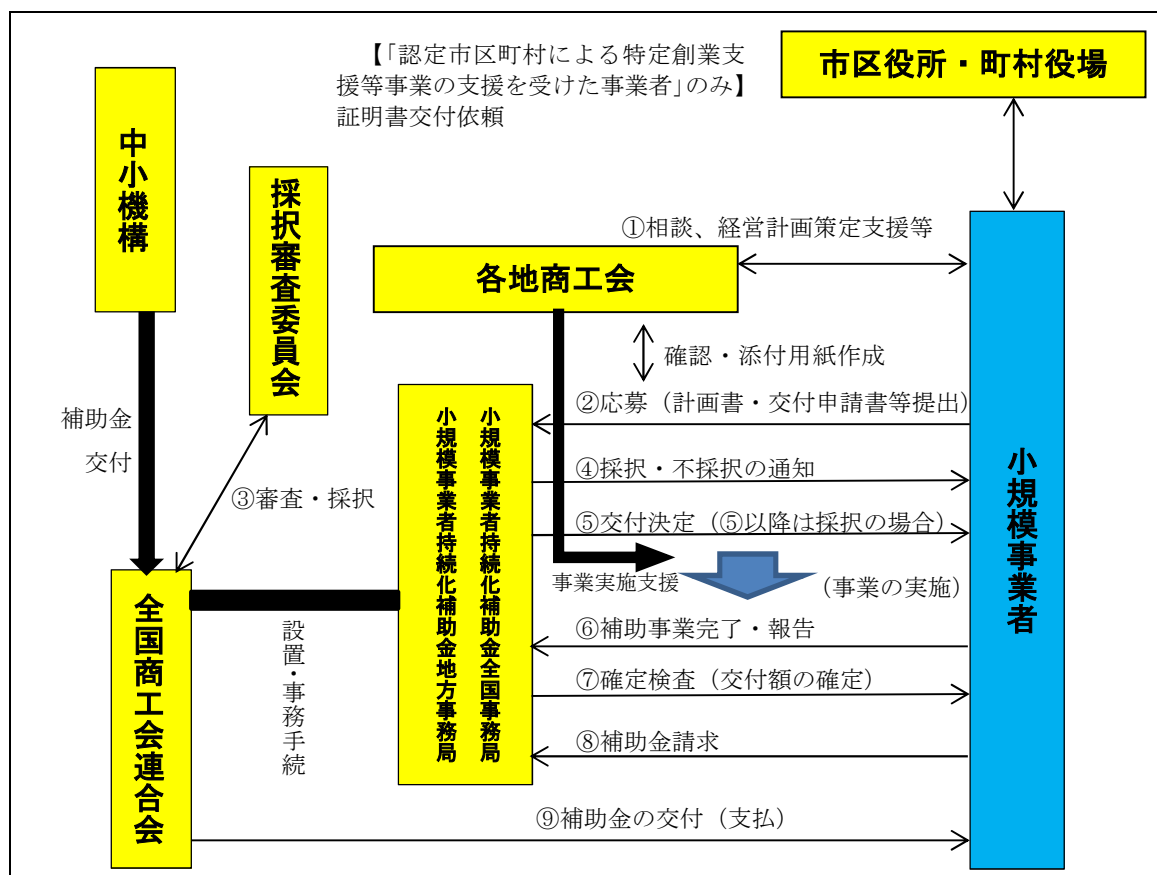 【「認定市区町村による特定創業支
援等事業の支援を受けた事業者」のみ】
証明書交付依頼
市区役所・町村役場
中小機構
採択審査委員会
①相談、経営計画策定支援等
各地商工会
確認・添付用紙作成
補助金
交付
③審査・採択
②応募（計画書・交付申請書等提出）
④採択・不採択の通知
⑤交付決定（⑤以降は採択の場合）
事業実施支援
（事業の実施）
小規模事業者持続化補助金全国事務局
小規模事業者持続化補助金地方事務局
小規模事業者
全国商工会連合会
設置・事務手続
⑥補助事業完了・報告
⑦確定検査（交付額の確定）
⑧補助金請求
⑨補助金の交付（支払）